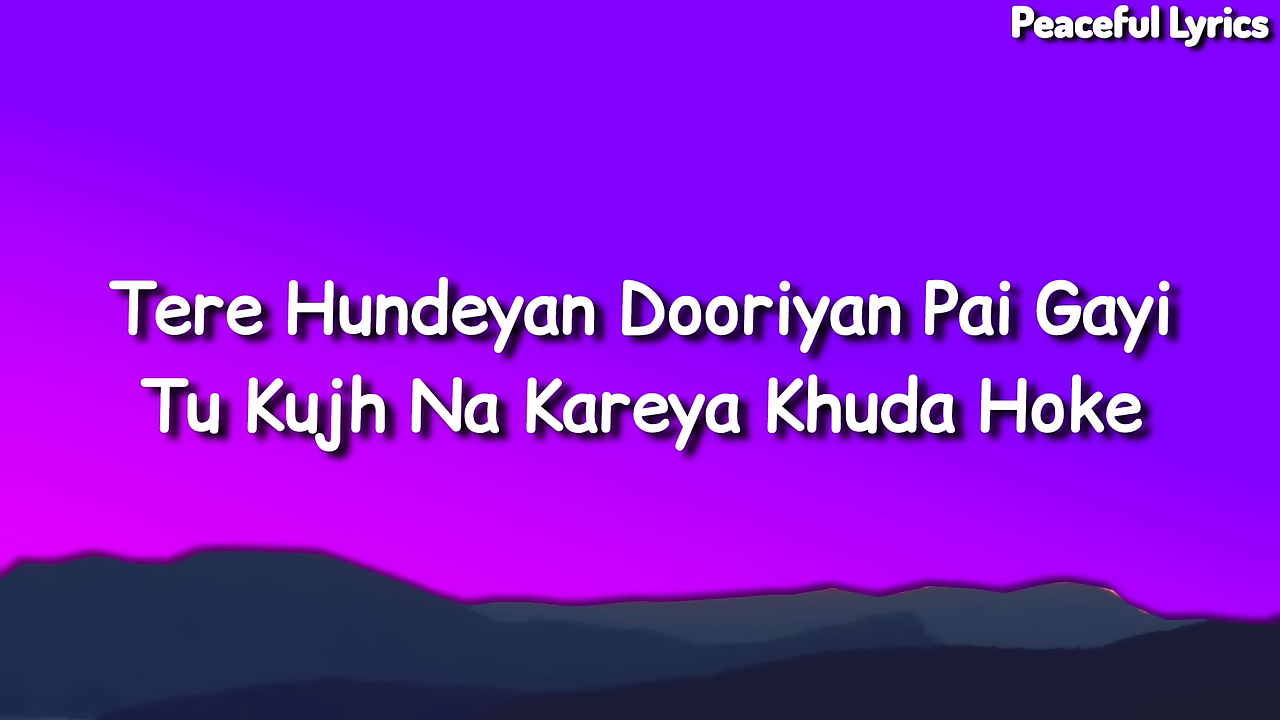 Peaceful Lyrics
Tere Hundeyan Dooriyan Pai Gayi
Tu Kujh Na Kareya Khuda Hoke